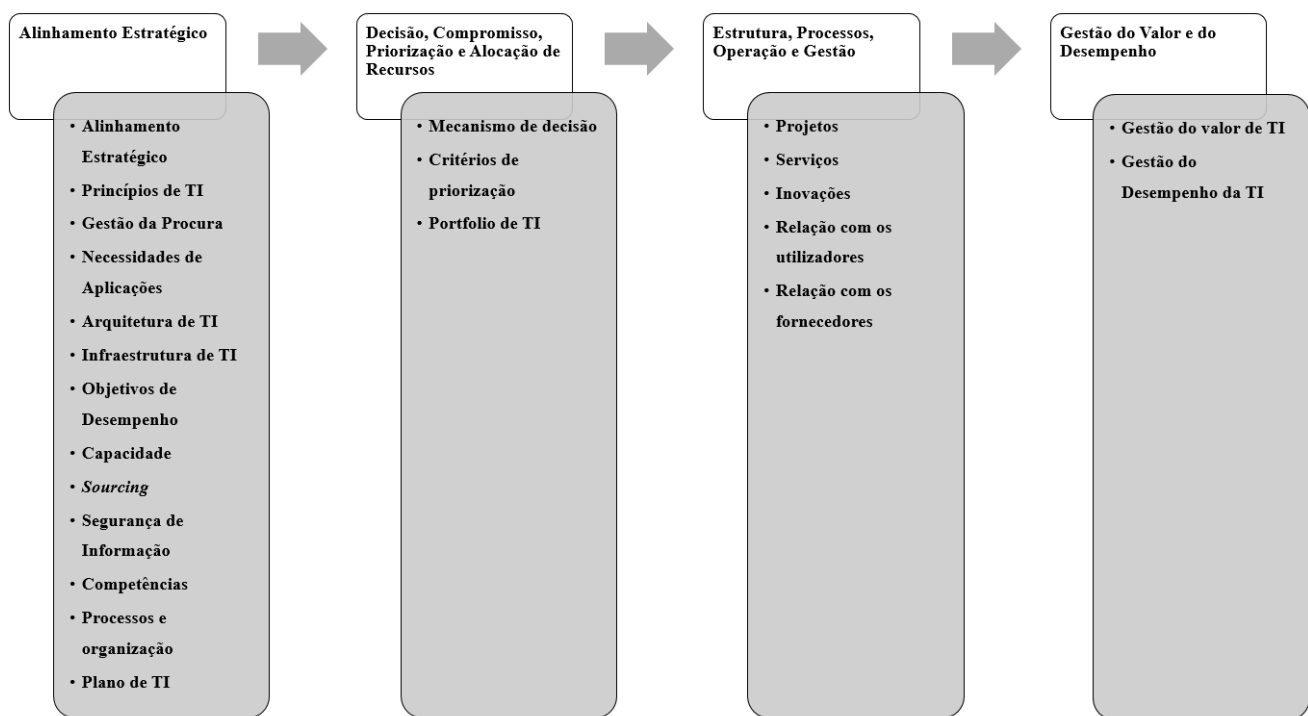 Alinhamento Estratégico
• Alinhamento
Estratégico
• Princípios de TI
• Gestão da Procura
• Necessidades de
Aplicações
• Arquitetura de TI
• Infraestrutura de TI
• Objetivos de
Desempenho
• Capacidade
• Sourcing
• Segurança de
Informação
• Competências
• Processos e
organização
• Plano de TI
Decisão, Compromisso,
Priorização e Alocação de
Recursos
• Mecanismo de decisão
• Critérios de
priorização
• Portfolio de TI
Estrutura, Processos,
Operação e Gestão
• Projetos
• Serviços
• Inovações
• Relação com os
utilizadores
• Relação com os
fornecedores
Gestão do Valor e do
Desempenho
• Gestão do valor de TI
• Gestão do
Desempenho da TI